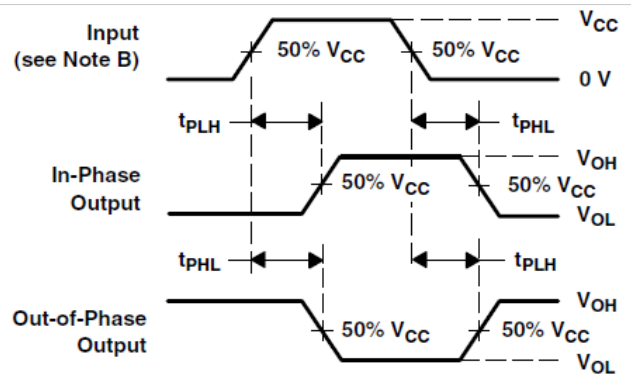 Input
(see Note B)
50% VCC
50% VCC
VCC
0 V
tPLH
tPHL
In-Phase
Output
50% VCC
50% VCC
VOH
VOL
tPHL
tPLH
Out-of-Phase
Output
50% VCC
50% VCC
VOH
VOL